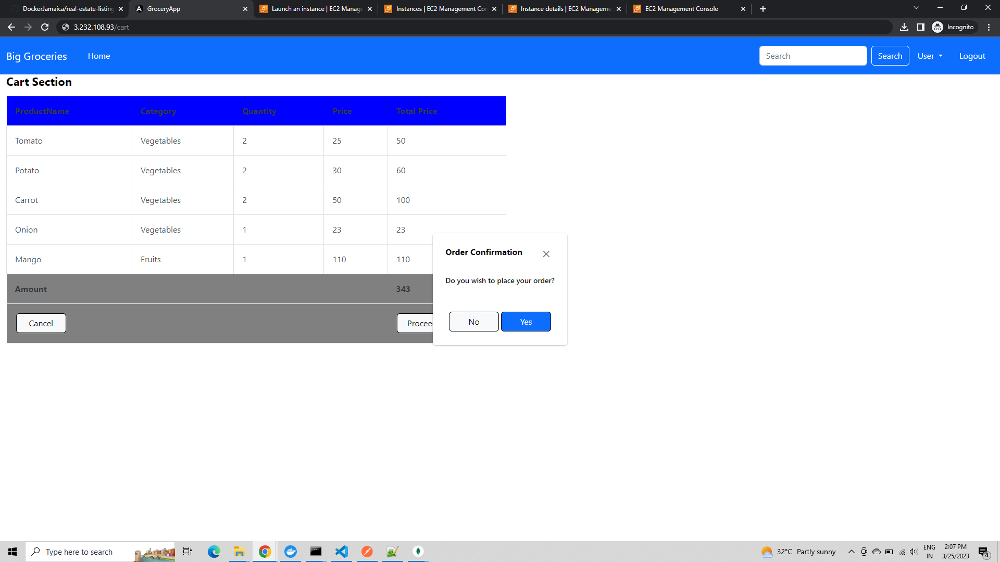 DockerJamaica/real-estate-listing
GroceryApp
Launch an instance | EC2 Manage
Instances | EC2 Management Con
Instance details | EC2 Manageme
EC2 Management Console
3.232.108.93/cart
Incognito
Big Groceries Home Search Search User Logout
Cart Section
ProductName Category Quantity Price Total Price
Tomato Vegetables 2 25 50
Potato Vegetables 2 30 60
Carrot Vegetables 2 50 100
Onion Vegetables 1 23 23
Mango Fruits 1 110 110
Amount 343
Cancel Procee
Order Confirmation
Do you wish to place your order?
No Yes
Type here to search
32°C Partly sunny
ENG
IN
2:07 PM
3/25/2023
4